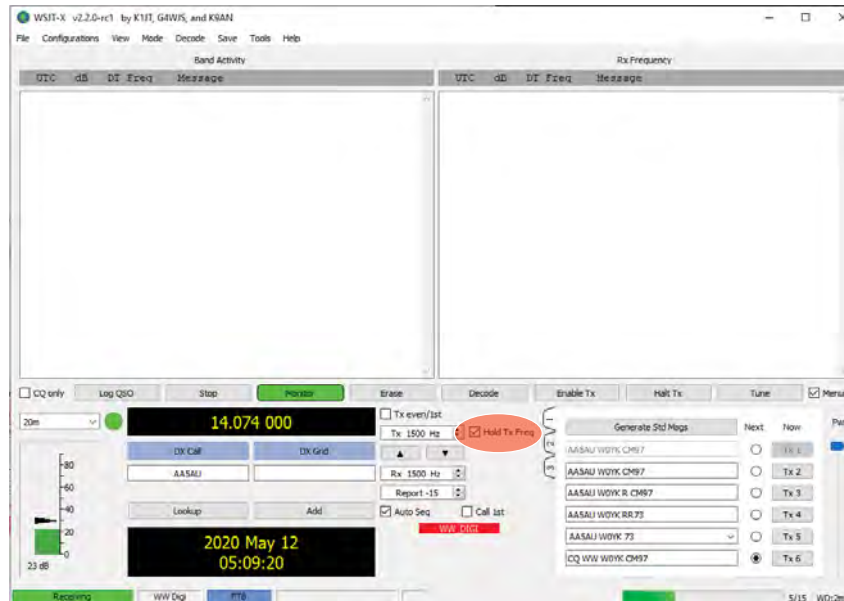 WSJT-X v2.2.0-rc1 by K1JT, G4WJS, and K9AN
File Configurations View Mode Decode Save Tools Help
Band Activity
Rx Frequency
UTC dB DT Freq Message
UTC dB DT Freq Message
CQ only Log QSO Stop Monitor Erase Decode Enable Tx Halt Tx Tune Menu
20m
14.074 000
Tx even/1st
Tx 1500 Hz
Hold Tx Freq
DX Call DX Grid
AA5AU
Rx 1500 Hz
Report -15
Lookup Add
Auto Seq Call 1st
WW DIGI
2020 May 12
05:09:20
-80
-60
-40
-20
-0
23 dB
1
2
3
Generate Std Msgs Next Now
AA5AU W0YK CM97 Tx 1
AA5AU W0YK CM97 Tx 2
AA5AU W0YK R CM97 Tx 3
AA5AU W0YK RR73 Tx 4
AA5AU W0YK 73 Tx 5
CQ WW W0YK CM97 Tx 6
Receiving WW Digi FT8 5/15